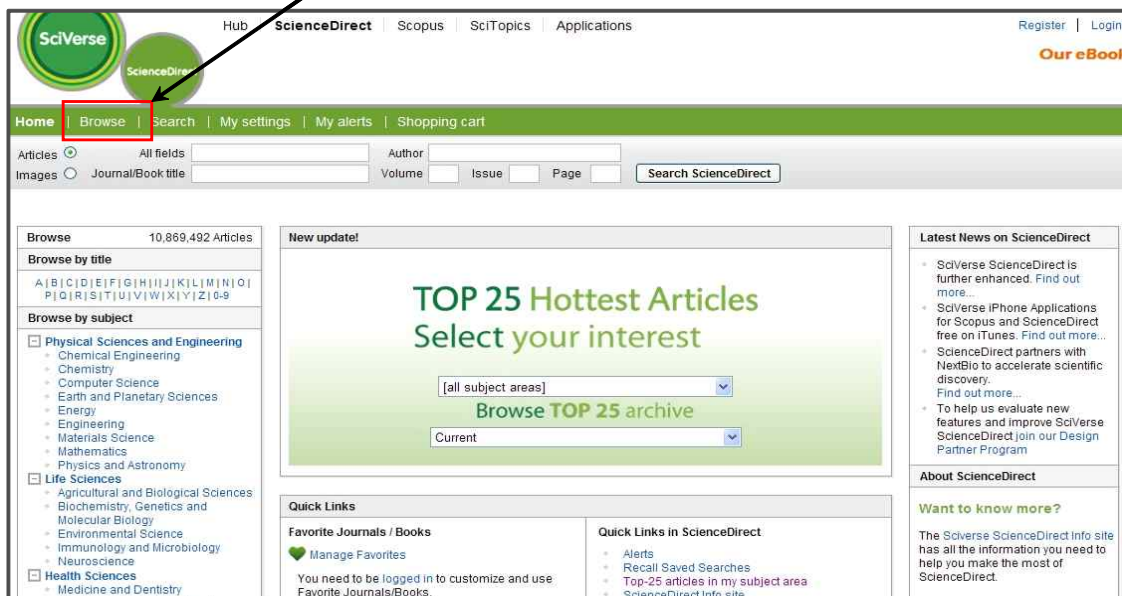 SciVerse
ScienceDirect
Hub ScienceDirect Scopus SciTopics Applications
Register | Login
Our eBook
Home | Browse | Search | My settings | My alerts | Shopping cart
Articles All fields Author
Images Journal/Book title Volume Issue Page Search ScienceDirect
Browse 10,869,492 Articles
Browse by title
A | B | C | D | E | F | G | H | I | J | K | L | M | N | O |
P | Q | R | S | T | U | V | W | X | Y | Z | 0-9
Browse by subject
Physical Sciences and Engineering
Chemical Engineering
Chemistry
Computer Science
Earth and Planetary Sciences
Energy
Engineering
Materials Science
Mathematics
Physics and Astronomy
Life Sciences
Agricultural and Biological Sciences
Biochemistry, Genetics and
Molecular Biology
Environmental Science
Immunology and Microbiology
Neuroscience
Health Sciences
Medicine and Dentistry
New update!
TOP 25 Hottest Articles
Select your interest
[all subject areas]
Browse TOP 25 archive
Current
Quick Links
Favorite Journals / Books
Manage Favorites
You need to be logged in to customize and use
Favorite Journals/Books.
Quick Links in ScienceDirect
Alerts
Recall Saved Searches
Top-25 articles in my subject area
ScienceDirect Info site
Latest News on ScienceDirect
SciVerse ScienceDirect is
further enhanced. Find out
more...
SciVerse iPhone Applications
for Scopus and ScienceDirect
free on iTunes. Find out more...
ScienceDirect partners with
NextBio to accelerate scientific
discovery.
Find out more...
To help us evaluate new
features and improve SciVerse
ScienceDirect join our Design
Partner Program
About ScienceDirect
Want to know more?
The Sciverse ScienceDirect Info site
has all the information you need to
help you make the most of
ScienceDirect.